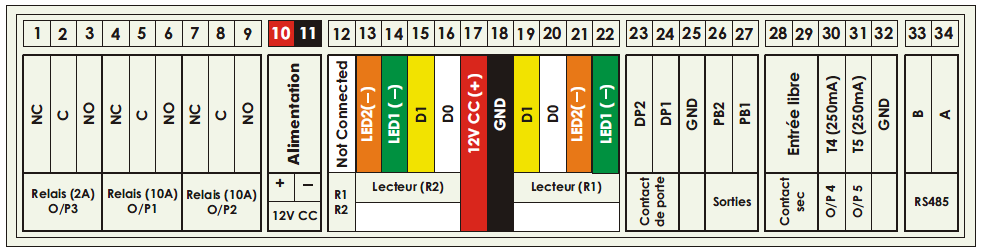 1 2 3 4 5 6 7 8 9 10 11 12 13 14 15 16 17 18 19 20 21 22 23 24 25 26 27 28 29 30 31 32 33 34
NC C NO NC C NO NC C NO
Relais (2A)
O/P3
Relais (10A)
O/P1
Relais (10A)
O/P2
Alimentation
+ −
12V CC
Not Connected
R1
R2
LED2(−) LED1 (−) D1 D0
Lecteur (R2)
12V CC (+)
GND
D1 D0 LED2(−) LED1 (−)
Lecteur (R1)
DP2 DP1 GND PB2 PB1
Contact
de porte
Sorties
Entrée libre
Contact
sec
T4 (250mA) T5 (250mA) GND
O/P 4 O/P 5
B A
RS485